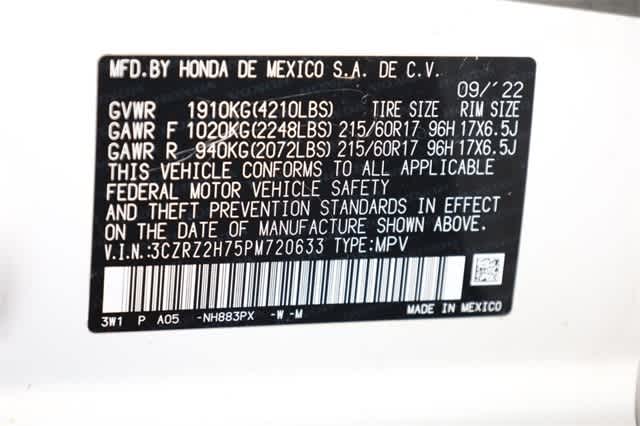 MFD.BY HONDA DE MEXICO S.A. DE C.V.
09/'22
GVWR 1910KG(4210LBS) TIRE SIZE RIM SIZE
GAWR F 1020KG(2248LBS) 215/60R17 96H 17X6.5J
GAWR R 940KG(2072LBS) 215/60R17 96H 17X6.5J
THIS VEHICLE CONFORMS TO ALL APPLICABLE
FEDERAL MOTOR VEHICLE SAFETY
AND THEFT PREVENTION STANDARDS IN EFFECT
ON THE DATE OF MANUFACTURE SHOWN ABOVE.
V.I.N.:3CZRZ2H75PM720633 TYPE:MPV
3W1 P A05 -NH883PX -W -M MADE IN MEXICO